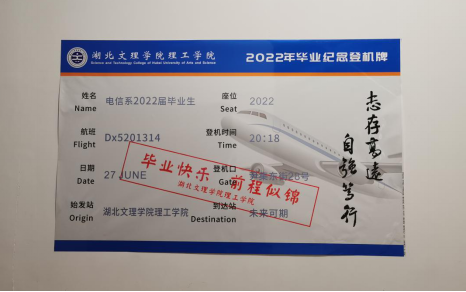 湖北文理学院理工学院
Science and Technology College of Hubei University of Arts and Science
2022年毕业纪念登机牌
姓名 电信系2022届毕业生 座位 2022
Name Seat
航班 Dx5201314 登机时间 20:18
Flight Time
日期 27 JUNE 登机口
Date Gate
始发站 湖北文理学院理工学院 到达站 未来可期
Origin Destination
毕业快乐 前程似锦
湖北文理学院理工学院
志存高远
自强笃行